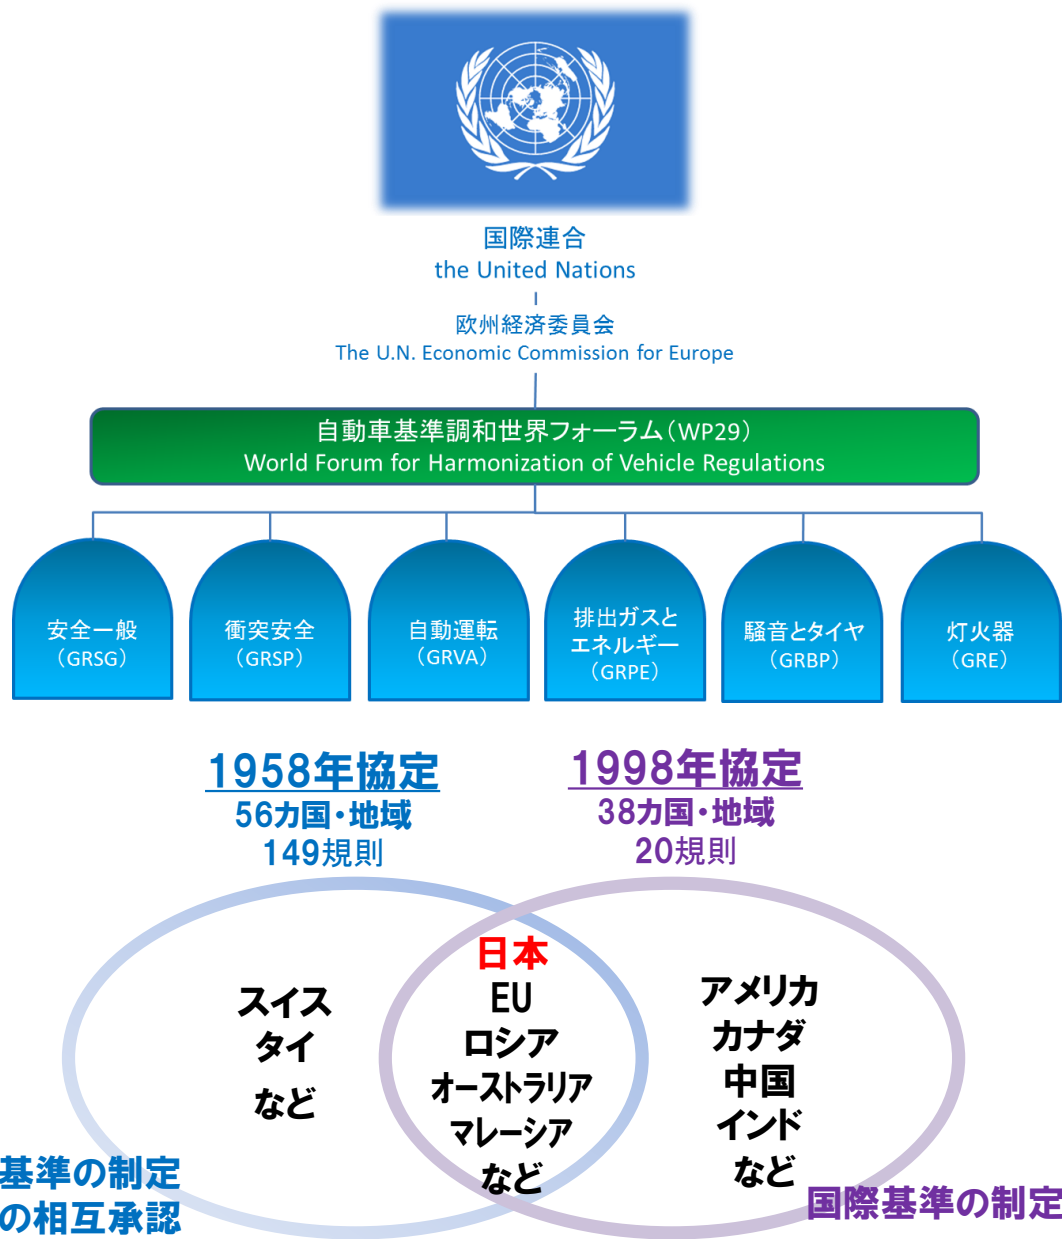 国際連合
the United Nations
欧州経済委員会
The U.N. Economic Commission for Europe
自動車基準調和世界フォーラム(WP29)
World Forum for Harmonization of Vehicle Regulations
安全一般
(GRSG)
衝突安全
(GRSP)
自動運転
(GRVA)
排出ガスと
エネルギー
(GRPE)
騒音とタイヤ
(GRBP)
灯火器
(GRE)
1958年協定
56カ国・地域
149規則
1998年協定
38カ国・地域
20規則
スイス
タイ
など
日本
EU
ロシア
オーストラリア
マレーシア
など
アメリカ
カナダ
中国
インド
など
基準の制定
の相互承認
国際基準の制定